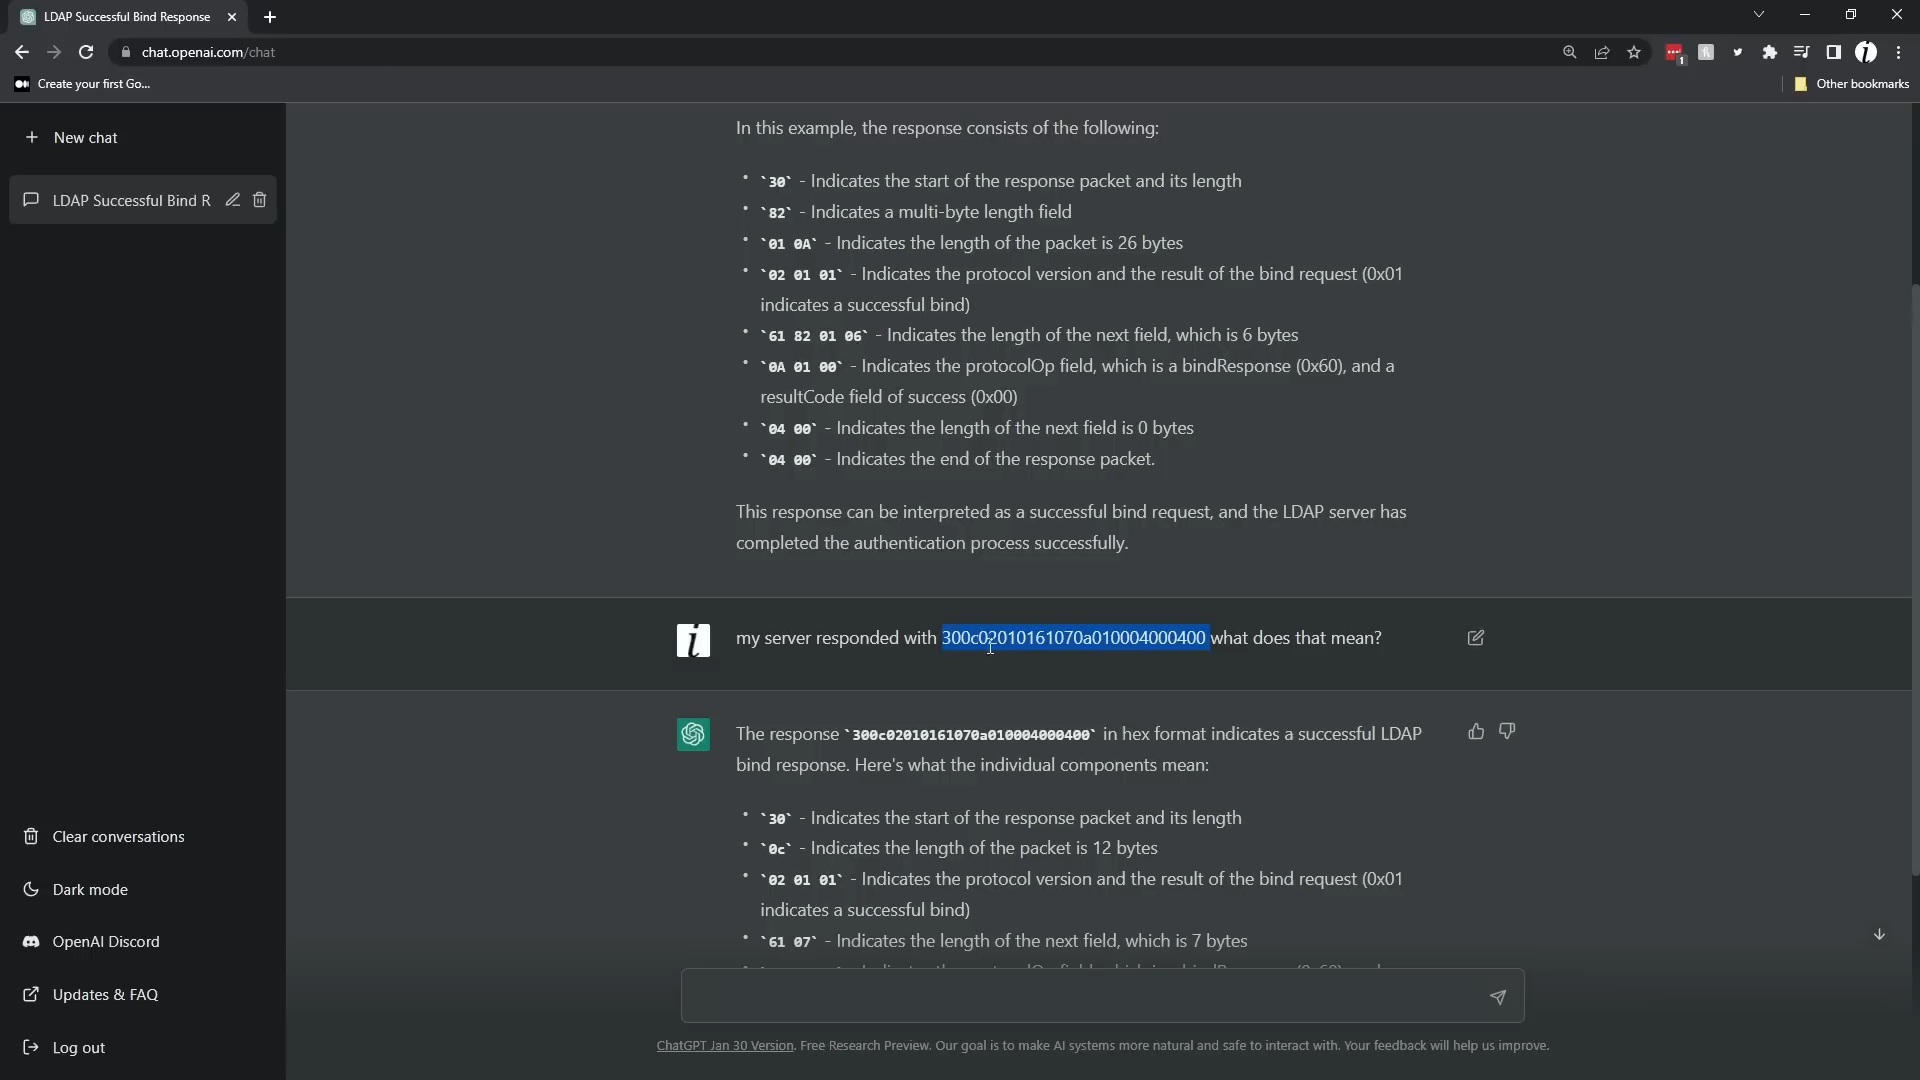 LDAP Successful Bind Response
chat.openai.com/chat
1
Create your first Go...
Other bookmarks
New chat
LDAP Successful Bind R
In this example, the response consists of the following:
• `30` - Indicates the start of the response packet and its length
• `82` - Indicates a multi-byte length field
• `01 0A` - Indicates the length of the packet is 26 bytes
• `02 01 01` - Indicates the protocol version and the result of the bind request (0x01
indicates a successful bind)
• `61 82 01 06` - Indicates the length of the next field, which is 6 bytes
• `0A 01 00` - Indicates the protocolOp field, which is a bindResponse (0x60), and a
resultCode field of success (0x00)
• `04 00` - Indicates the length of the next field is 0 bytes
• `04 00` - Indicates the end of the response packet.
This response can be interpreted as a successful bind request, and the LDAP server has
completed the authentication process successfully.
i
my server responded with 300c02010161070a010004000400 what does that mean?
The response `300c02010161070a010004000400` in hex format indicates a successful LDAP
bind response. Here's what the individual components mean:
• `30` - Indicates the start of the response packet and its length
• `0c` - Indicates the length of the packet is 12 bytes
• `02 01 01` - Indicates the protocol version and the result of the bind request (0x01
indicates a successful bind)
• `61 07` - Indicates the length of the next field, which is 7 bytes
Clear conversations
Dark mode
OpenAI Discord
Updates & FAQ
Log out
ChatGPT Jan 30 Version. Free Research Preview. Our goal is to make AI systems more natural and safe to interact with. Your feedback will help us improve.